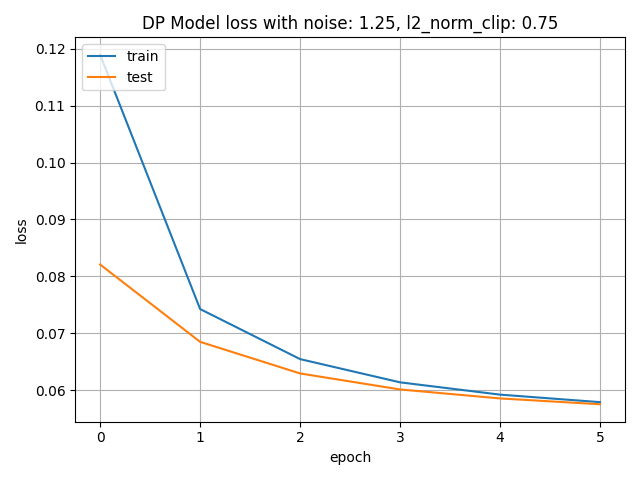 DP Model loss with noise: 1.25, l2_norm_clip: 0.75
train
test
0.12
0.11
0.10
0.09
0.08
0.07
0.06
loss
0 1 2 3 4 5
epoch